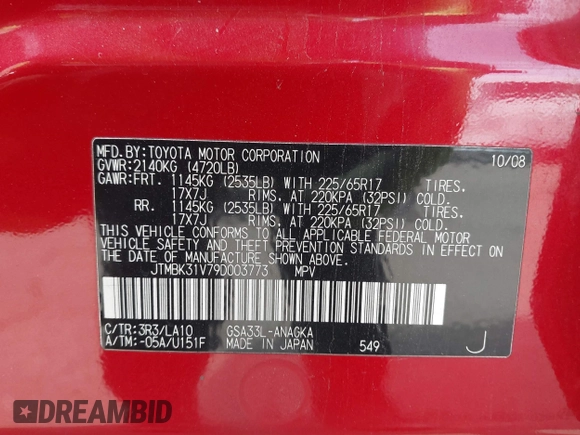 MFD.BY:TOYOTA MOTOR CORPORATION 10/08
GVWR:2140KG (4720LB)
GAWR:FRT. 1145KG (2535LB) WITH 225/65R17 TIRES.
17X7J RIMS. AT 220KPA (32PSI) COLD.
RR. 1145KG (2535LB) WITH 225/65R17 TIRES.
17X7J RIMS. AT 220KPA (32PSI) COLD.
THIS VEHICLE CONFORMS TO ALL APPLICABLE FEDERAL MOTOR
VEHICLE SAFETY AND THEFT PREVENTION STANDARDS IN EFFECT ON
THE DATE OF MANUFACTURE SHOWN ABOVE.
JTMBK31V79D003773 MPV
C/TR:3R3/LA10 GSA33L-ANAGKA
A/TM:-05A/U151F MADE IN JAPAN 549 J
DREAMBID